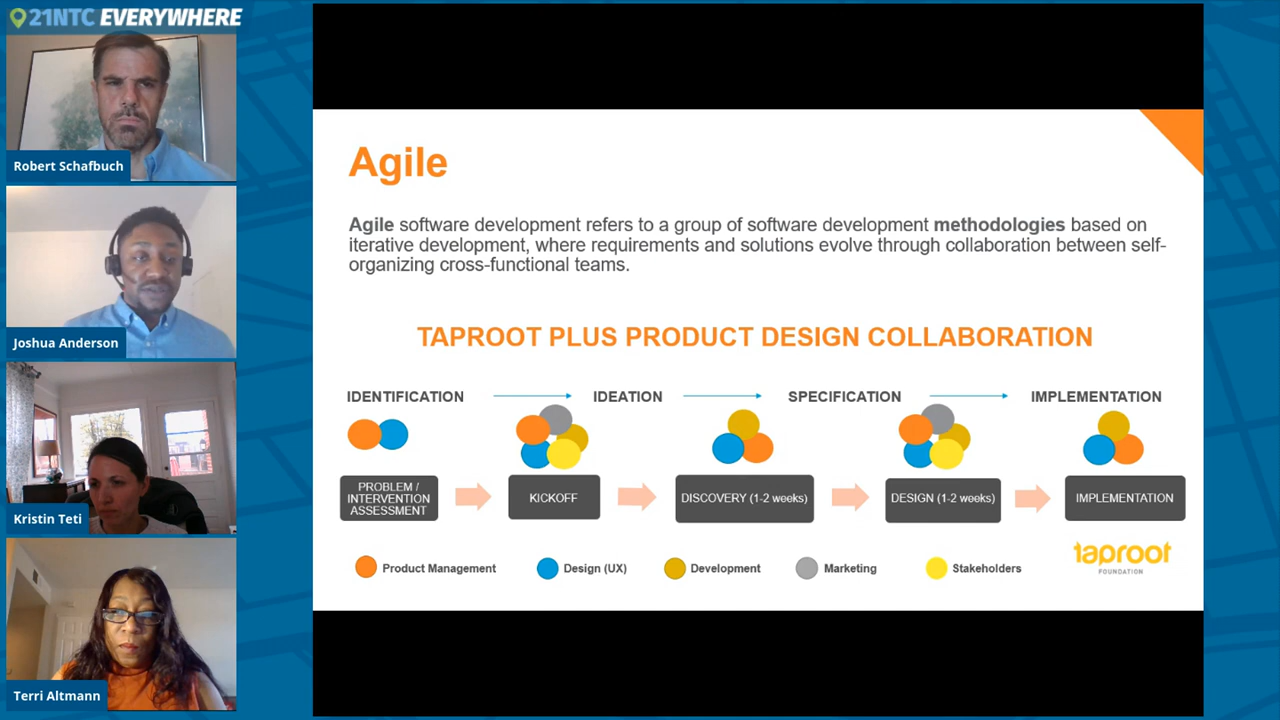 21NTC EVERYWHERE
Robert Schafbuch
Joshua Anderson
Kristin Teti
Terri Altmann
Agile
Agile software development refers to a group of software development methodologies based on
iterative development, where requirements and solutions evolve through collaboration between self-
organizing cross-functional teams.
TAPROOT PLUS PRODUCT DESIGN COLLABORATION
IDENTIFICATION IDEATION SPECIFICATION IMPLEMENTATION
PROBLEM /
INTERVENTION
ASSESSMENT
KICKOFF
DISCOVERY (1-2 weeks)
DESIGN (1-2 weeks)
IMPLEMENTATION
Product Management Design (UX) Development Marketing Stakeholders
taproot
FOUNDATION